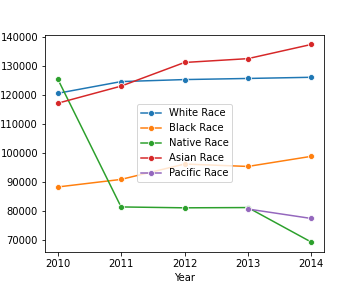 140000
130000
120000
110000
100000
90000
80000
70000
White Race
Black Race
Native Race
Asian Race
Pacific Race
2010 2011 2012 2013 2014
Year